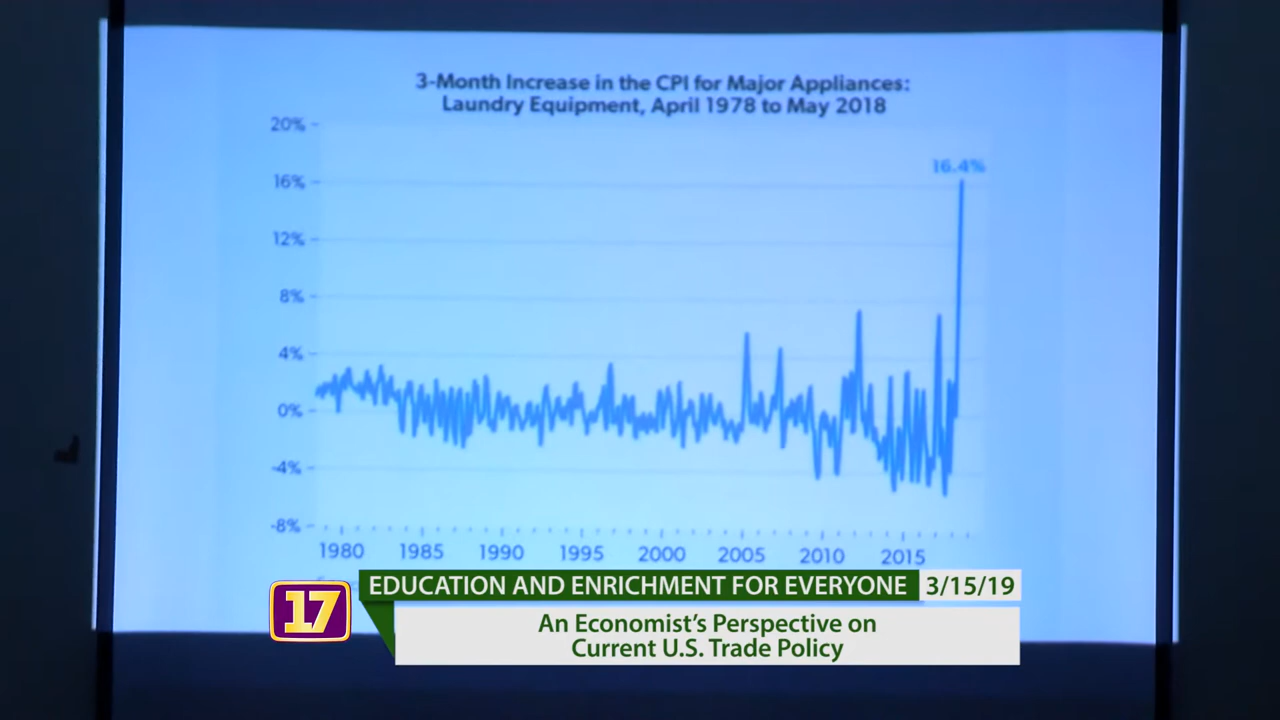 3-Month Increase in the CPI for Major Appliances:
Laundry Equipment, April 1978 to May 2018
20%
16.4%
16%
12%
8%
4%
0%
-4%
-8%
1980 1985 1990 1995 2000 2005 2010 2015
17
EDUCATION AND ENRICHMENT FOR EVERYONE 3/15/19
An Economist's Perspective on
Current U.S. Trade Policy